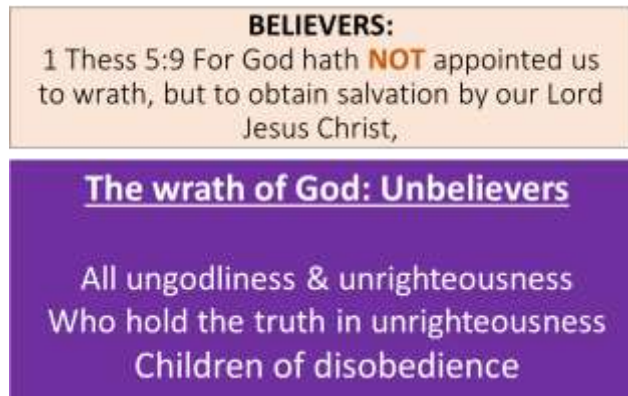 BELIEVERS:
1 Thess 5:9 For God hath NOT appointed us
to wrath, but to obtain salvation by our Lord
Jesus Christ,
The wrath of God: Unbelievers
All ungodliness & unrighteousness
Who hold the truth in unrighteousness
Children of disobedience